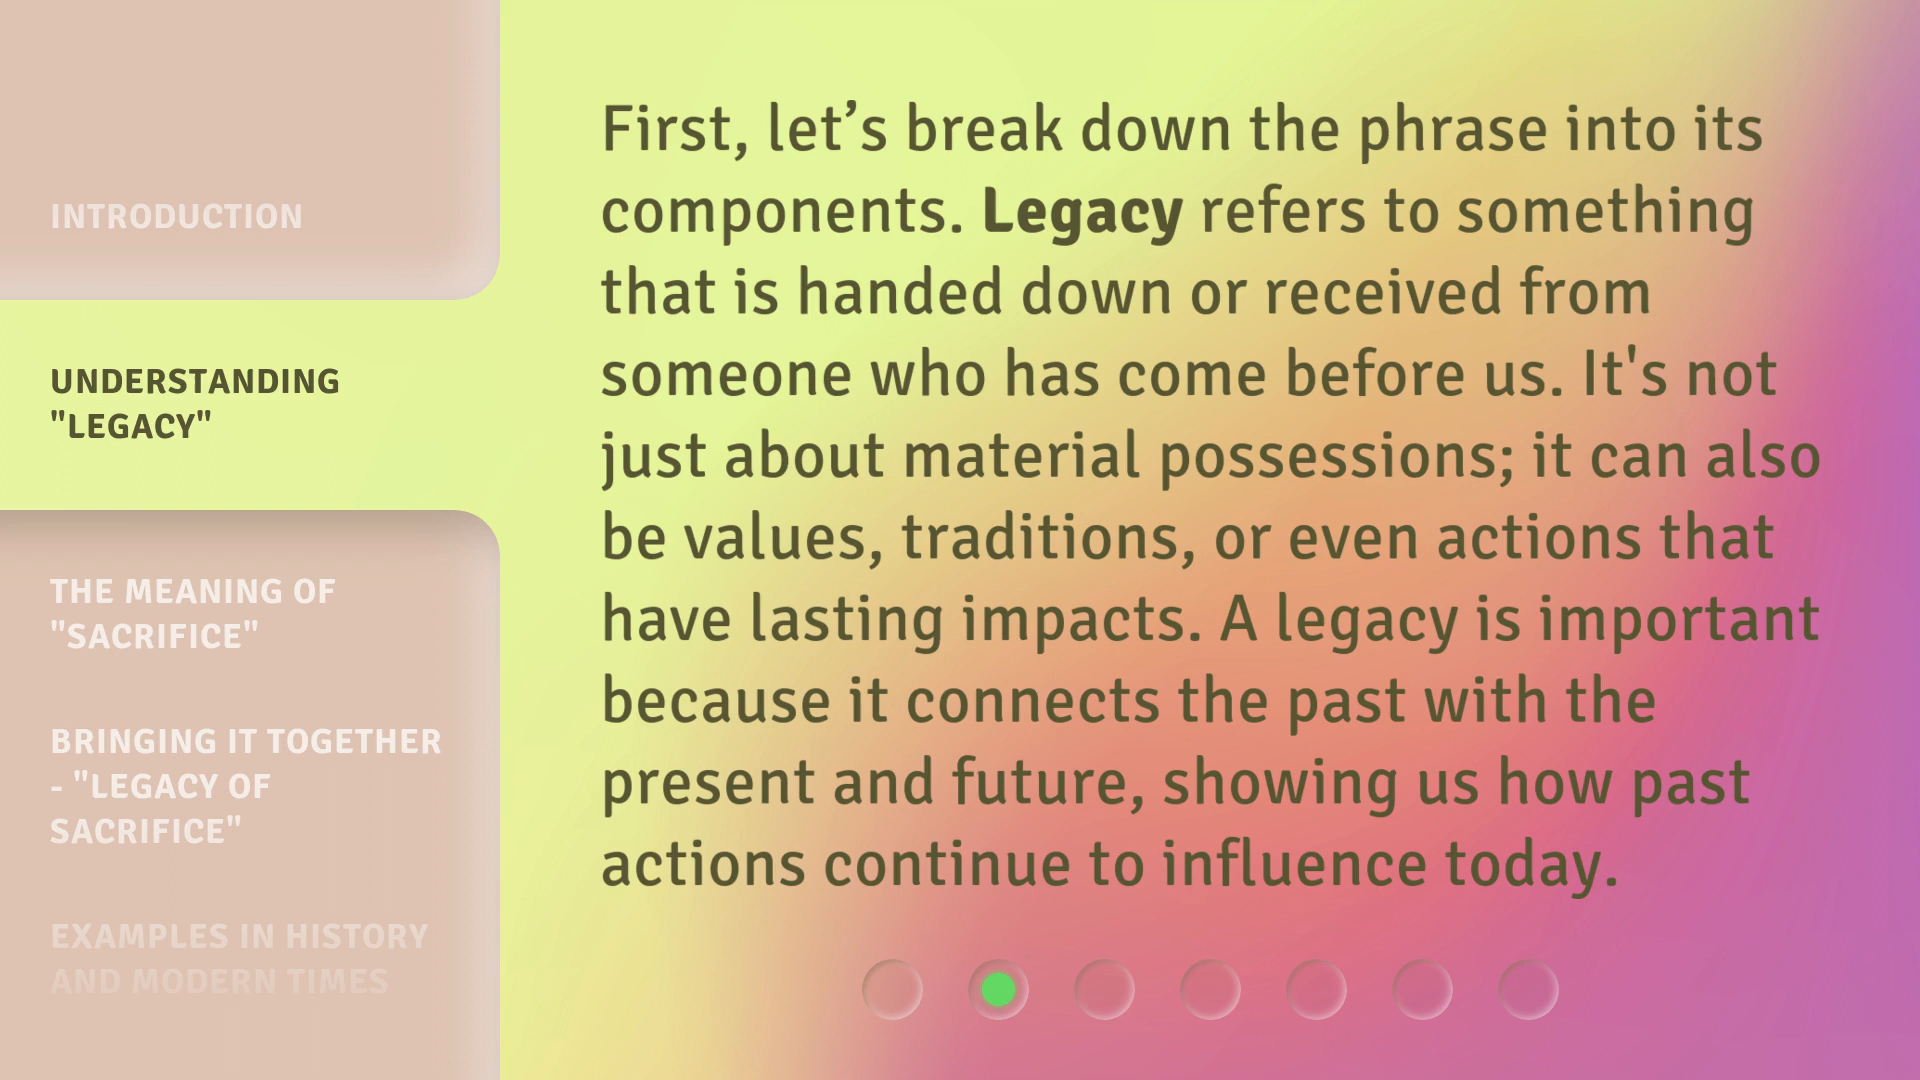 INTRODUCTION
UNDERSTANDING
"LEGACY"
THE MEANING OF
"SACRIFICE"
BRINGING IT TOGETHER
- "LEGACY OF
SACRIFICE"
EXAMPLES IN HISTORY
AND MODERN TIMES
First, let’s break down the phrase into its
components. Legacy refers to something
that is handed down or received from
someone who has come before us. It's not
just about material possessions; it can also
be values, traditions, or even actions that
have lasting impacts. A legacy is important
because it connects the past with the
present and future, showing us how past
actions continue to influence today.